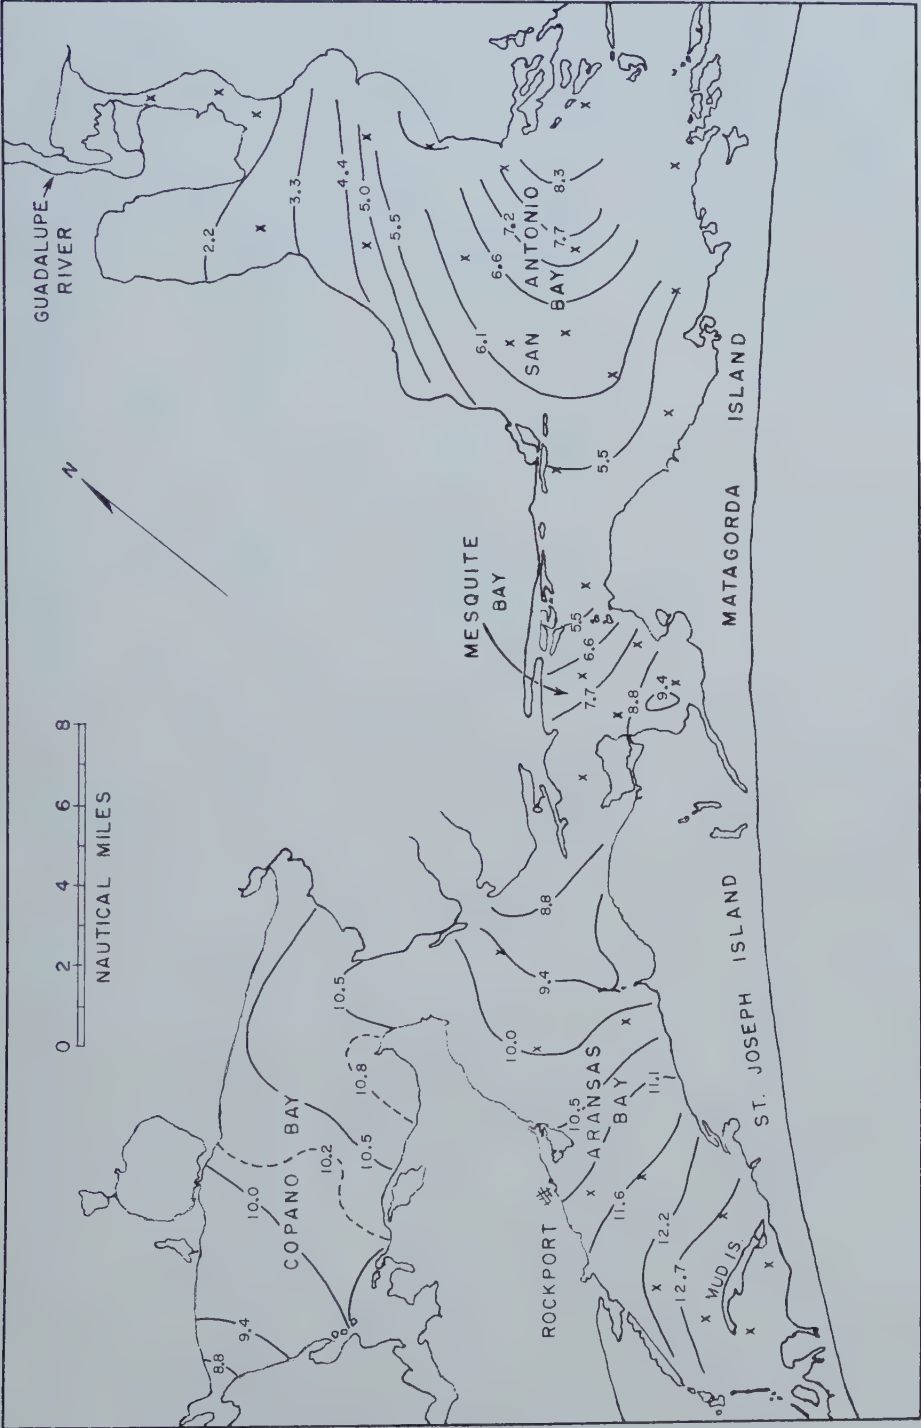 GUADALUPE
RIVER
N
8
6
4
2
0
NAUTICAL MILES
2.2
3.3
4.4
5.0
5.5
6.1
6.6
7.2
7.7
8.3
SAN
ANTONIO
BAY
5.5
MATAGORDA ISLAND
MESQUITE
BAY
5.5
6.6
7.7
8.8
9.4
8.8
9.4
10.0
10.5
11.1
11.6
12.2
12.7
ARANSAS
BAY
ST. JOSEPH ISLAND
MUD IS.
ROCKPORT
COPANO BAY
10.5
10.8
10.5
10.2
10.0
9.4
8.8